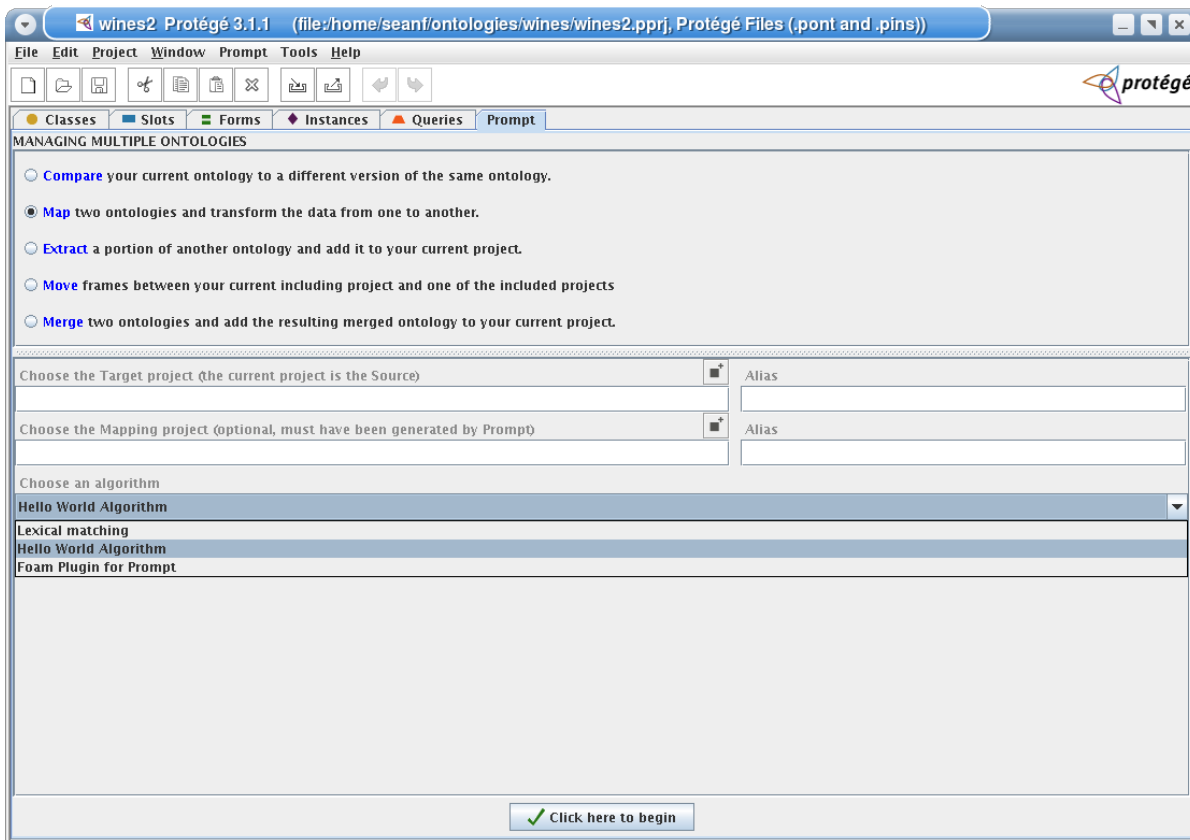 wines2 Protégé 3.1.1 (file:/home/seanf/ontologies/wines/wines2.pprj, Protégé Files (.pont and .pins))
File Edit Project Window Prompt Tools Help
protégé
Classes Slots Forms Instances Queries Prompt
MANAGING MULTIPLE ONTOLOGIES
Compare your current ontology to a different version of the same ontology.
Map two ontologies and transform the data from one to another.
Extract a portion of another ontology and add it to your current project.
Move frames between your current including project and one of the included projects
Merge two ontologies and add the resulting merged ontology to your current project.
Choose the Target project (the current project is the Source) Alias
Choose the Mapping project (optional, must have been generated by Prompt) Alias
Choose an algorithm
Hello World Algorithm
Lexical matching
Hello World Algorithm
Foam Plugin for Prompt
Click here to begin